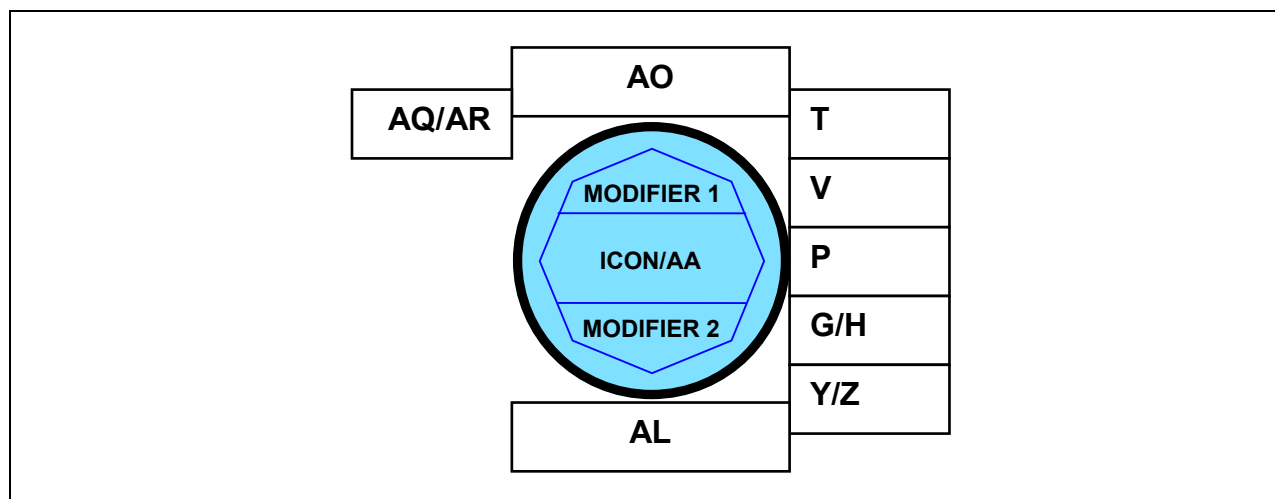 AO
AQ/AR
T
MODIFIER 1
V
ICON/AA
P
MODIFIER 2
G/H
Y/Z
AL